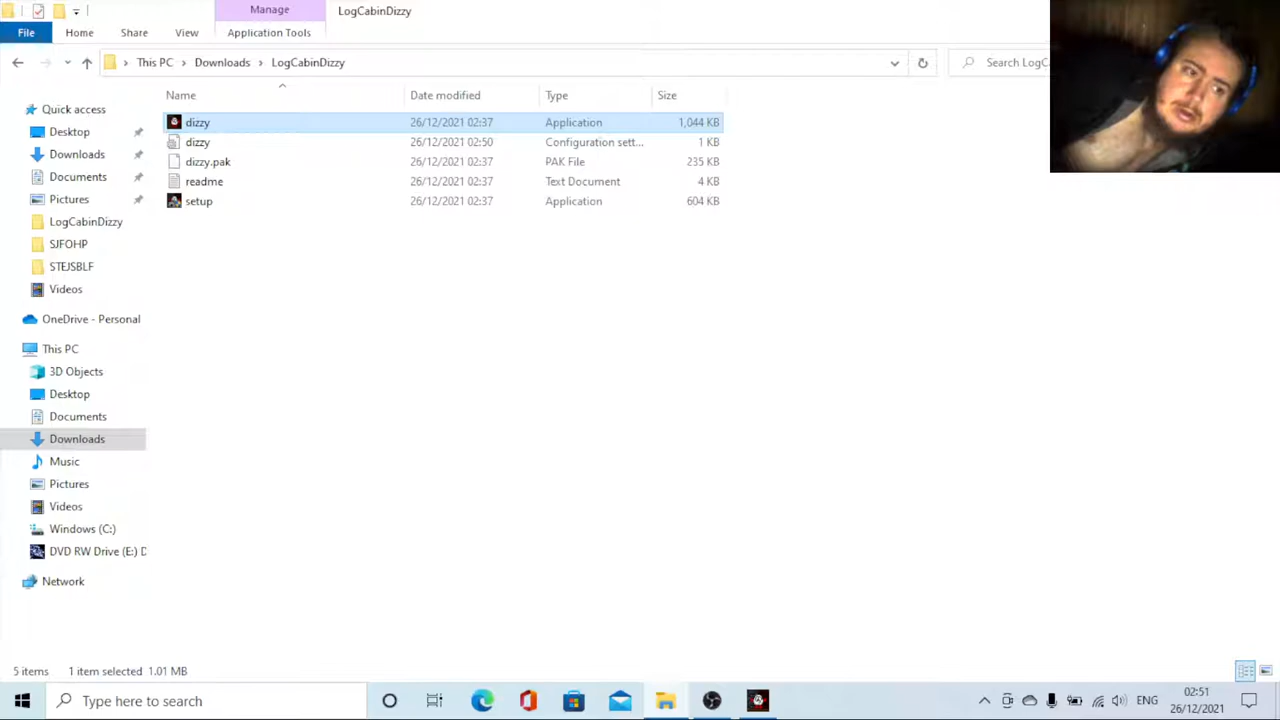 Manage
LogCabinDizzy
File
Home
Share
View
Application Tools
This PC
Downloads
LogCabinDizzy
Search LogC
Name
Date modified
Type
Size
dizzy
26/12/2021 02:37
Application
1,044 KB
dizzy
26/12/2021 02:50
Configuration sett...
1 KB
dizzy.pak
26/12/2021 02:37
PAK File
235 KB
readme
26/12/2021 02:37
Text Document
4 KB
setup
26/12/2021 02:37
Application
604 KB
Quick access
Desktop
Downloads
Documents
Pictures
LogCabinDizzy
SJFOHP
STEJSBLF
Videos
OneDrive - Personal
This PC
3D Objects
Desktop
Documents
Downloads
Music
Pictures
Videos
Windows (C:)
DVD RW Drive (E:) D
Network
5 items
1 item selected 1.01 MB
Type here to search
ENG
02:51
26/12/2021